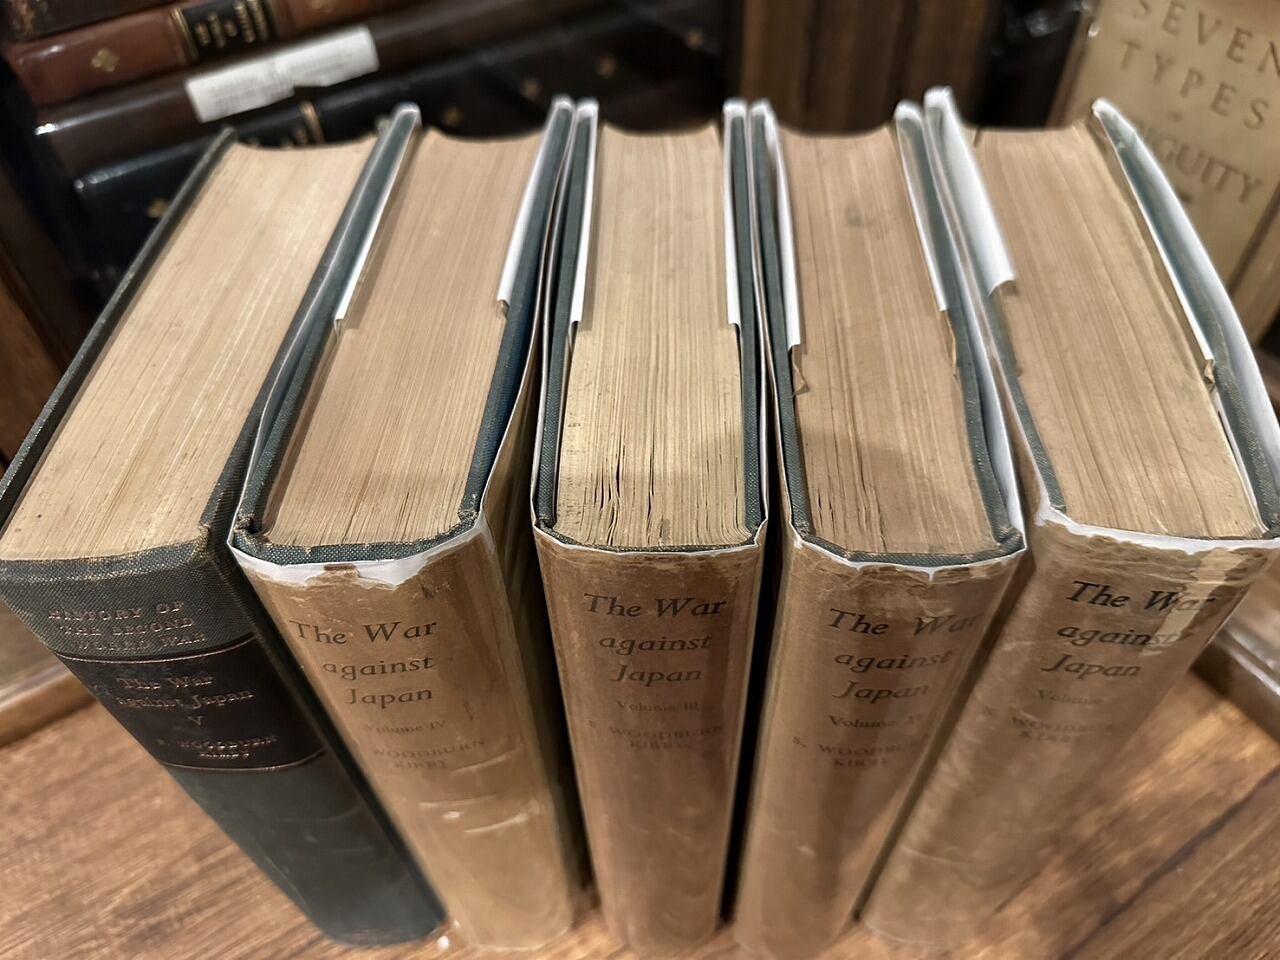 HISTORY OF
THE SECOND
WORLD WAR
The War
against Japan
V
S. WOODBURN
KIRBY
The War
against
Japan
Volume IV
WOODBURN
KIRBY
The War
against
Japan
Volume III
S. WOODBURN
KIRBY
The War
against
Japan
Volume II
S. WOODBURN
KIRBY
The War
against
Japan
Volume
S. WOODBURN
KIRBY
SEVEN
TYPES